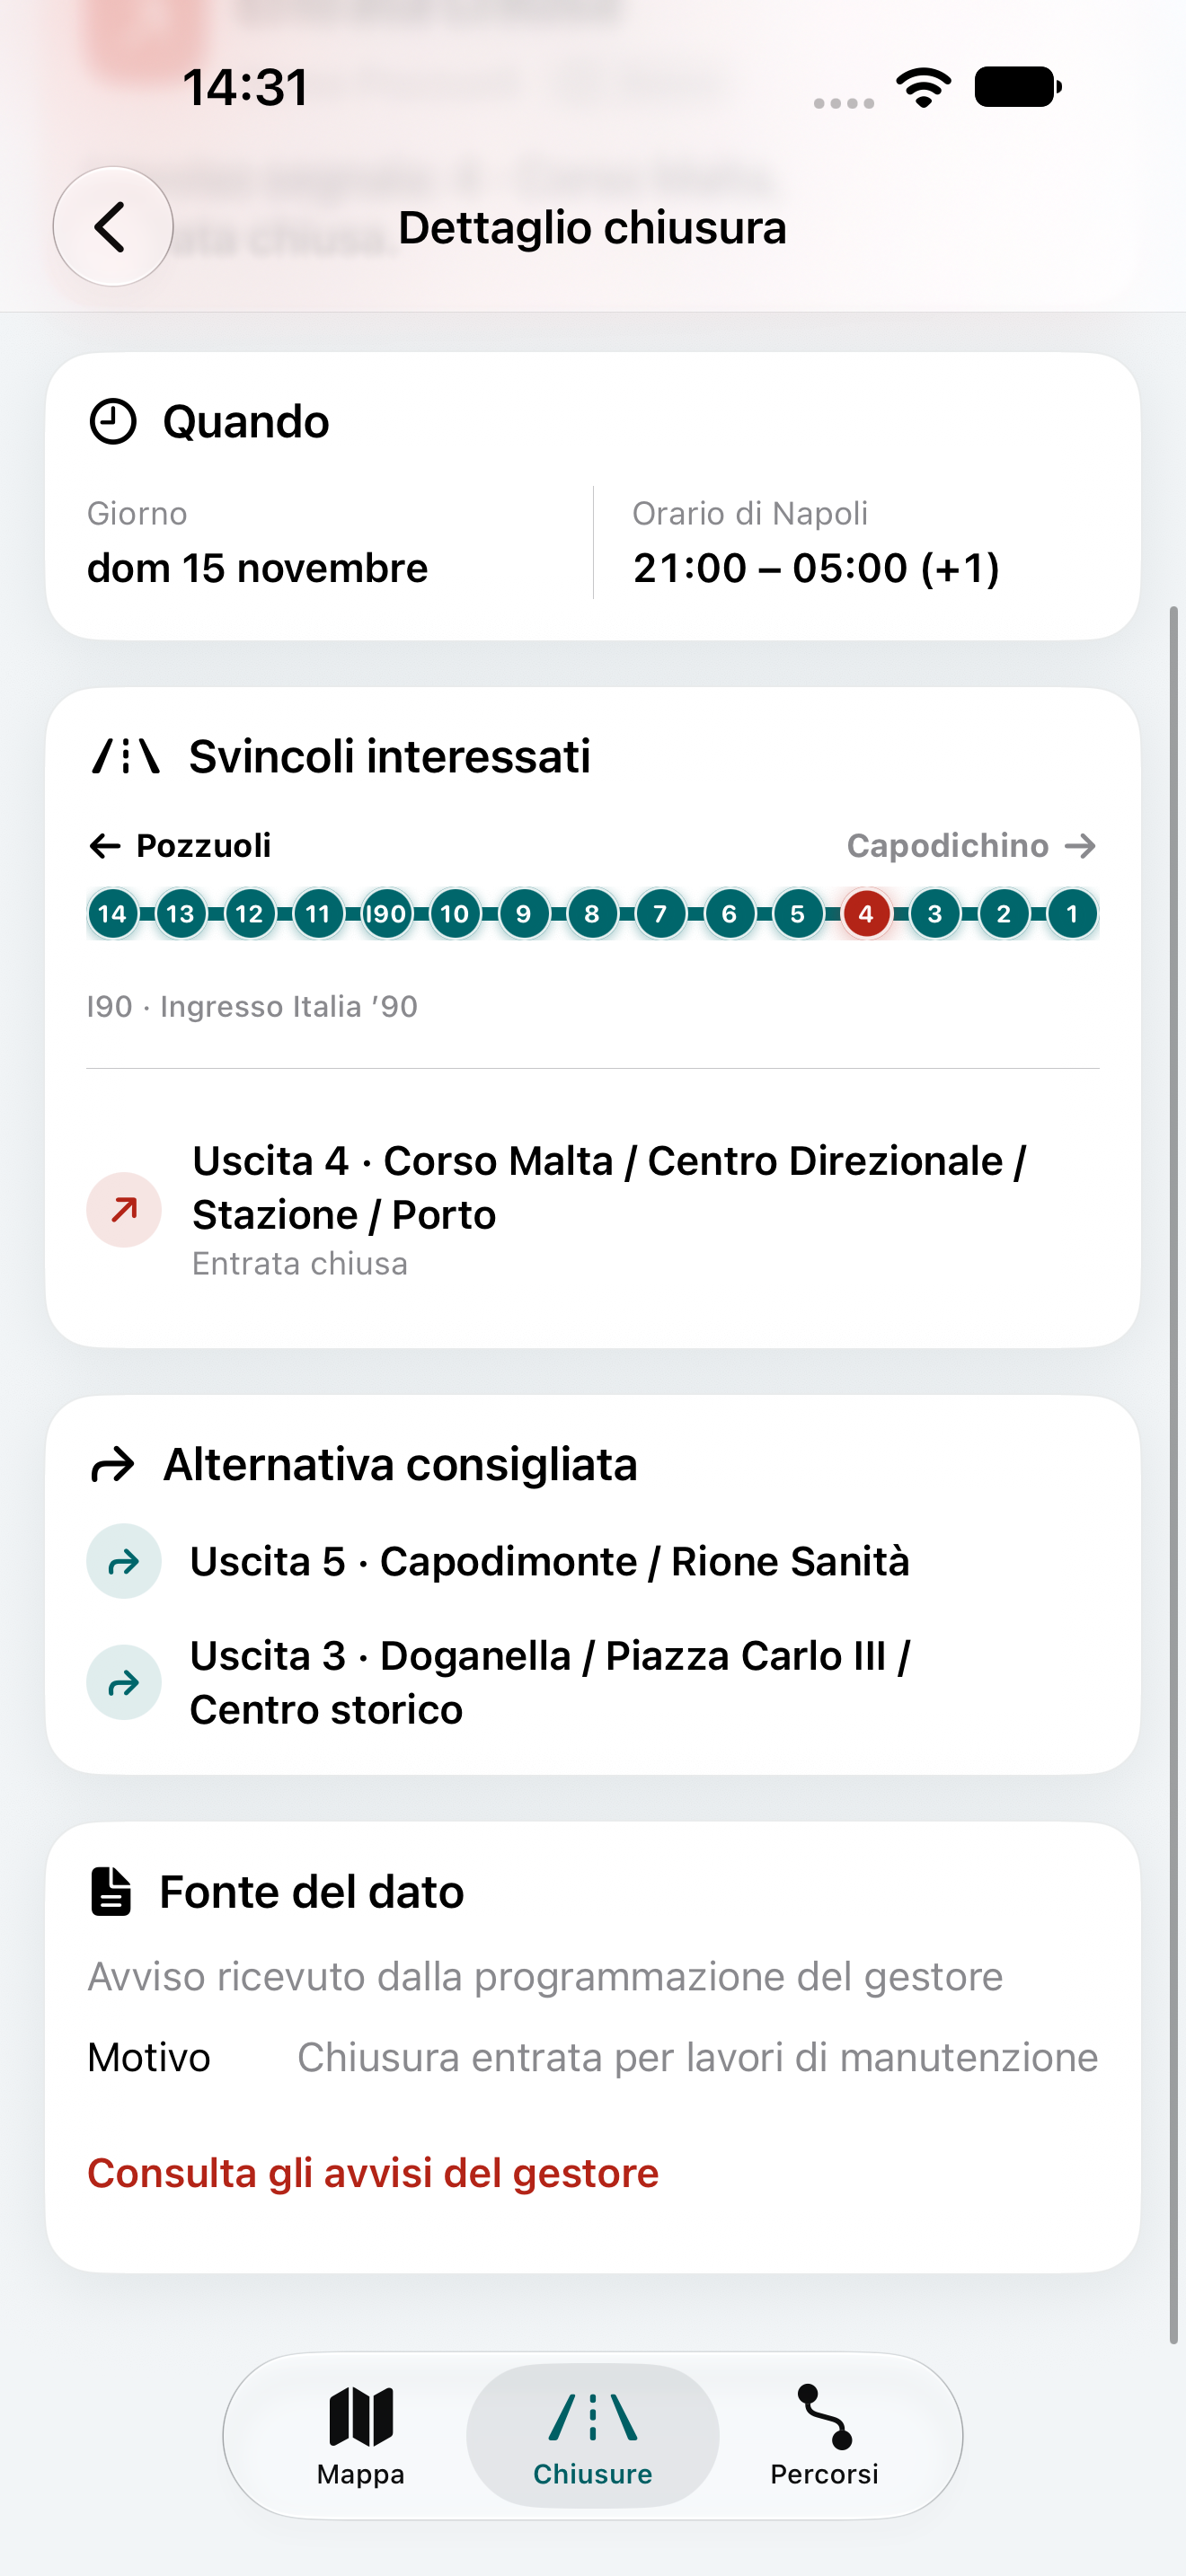 14:31
Dettaglio chiusura
Quando
Giorno
dom 15 novembre
Orario di Napoli
21:00 – 05:00 (+1)
Svincoli interessati
← Pozzuoli
Capodichino →
14 13 12 11 I90 10 9 8 7 6 5 4 3 2 1
I90 · Ingresso Italia ’90
Uscita 4 · Corso Malta / Centro Direzionale /
Stazione / Porto
Entrata chiusa
Alternativa consigliata
Uscita 5 · Capodimonte / Rione Sanità
Uscita 3 · Doganella / Piazza Carlo III /
Centro storico
Fonte del dato
Avviso ricevuto dalla programmazione del gestore
Motivo
Chiusura entrata per lavori di manutenzione
Consulta gli avvisi del gestore
Mappa
Chiusure
Percorsi